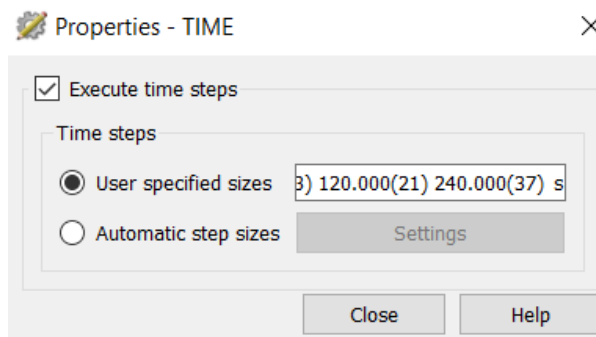 Properties - TIME
Execute time steps
Time steps
User specified sizes 3) 120.000(21) 240.000(37) s
Automatic step sizes Settings
Close Help